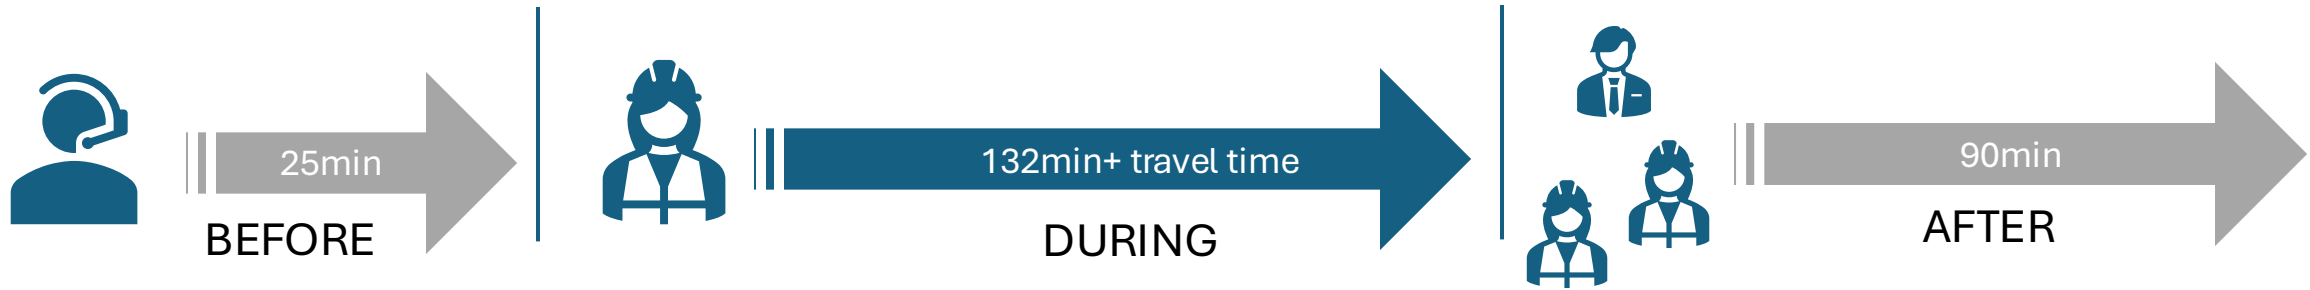 25min
BEFORE
132min+ travel time
DURING
90min
AFTER